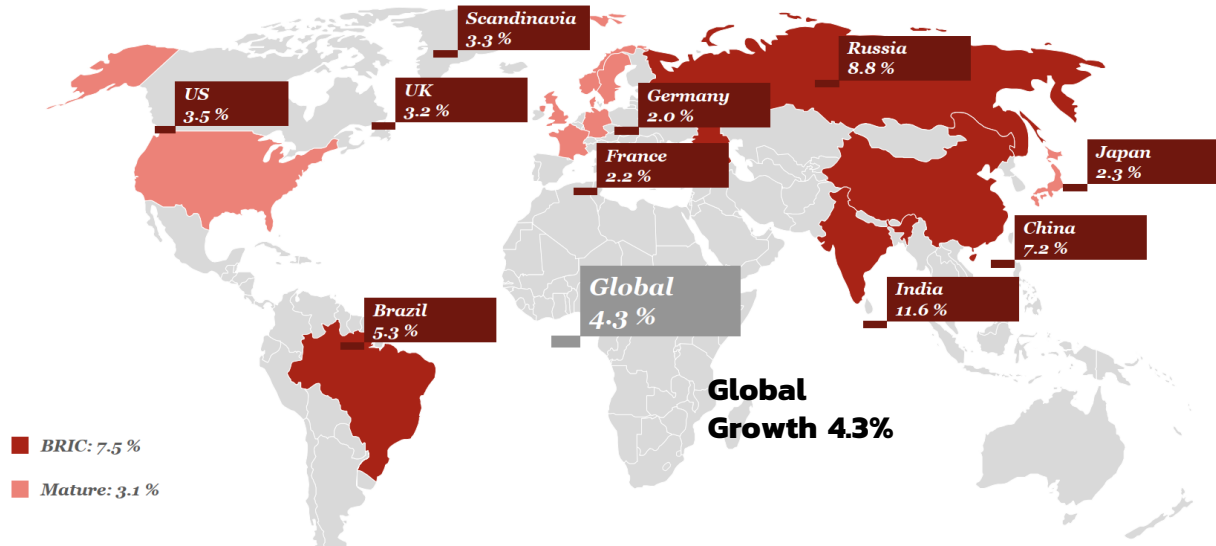 Scandinavia
3.3 %
Russia
8.8 %
US
3.5 %
UK
3.2 %
Germany
2.0 %
France
2.2 %
Japan
2.3 %
China
7.2 %
Global
4.3 %
India
11.6 %
Brazil
5.3 %
Global
Growth 4.3%
BRIC: 7.5 %
Mature: 3.1 %